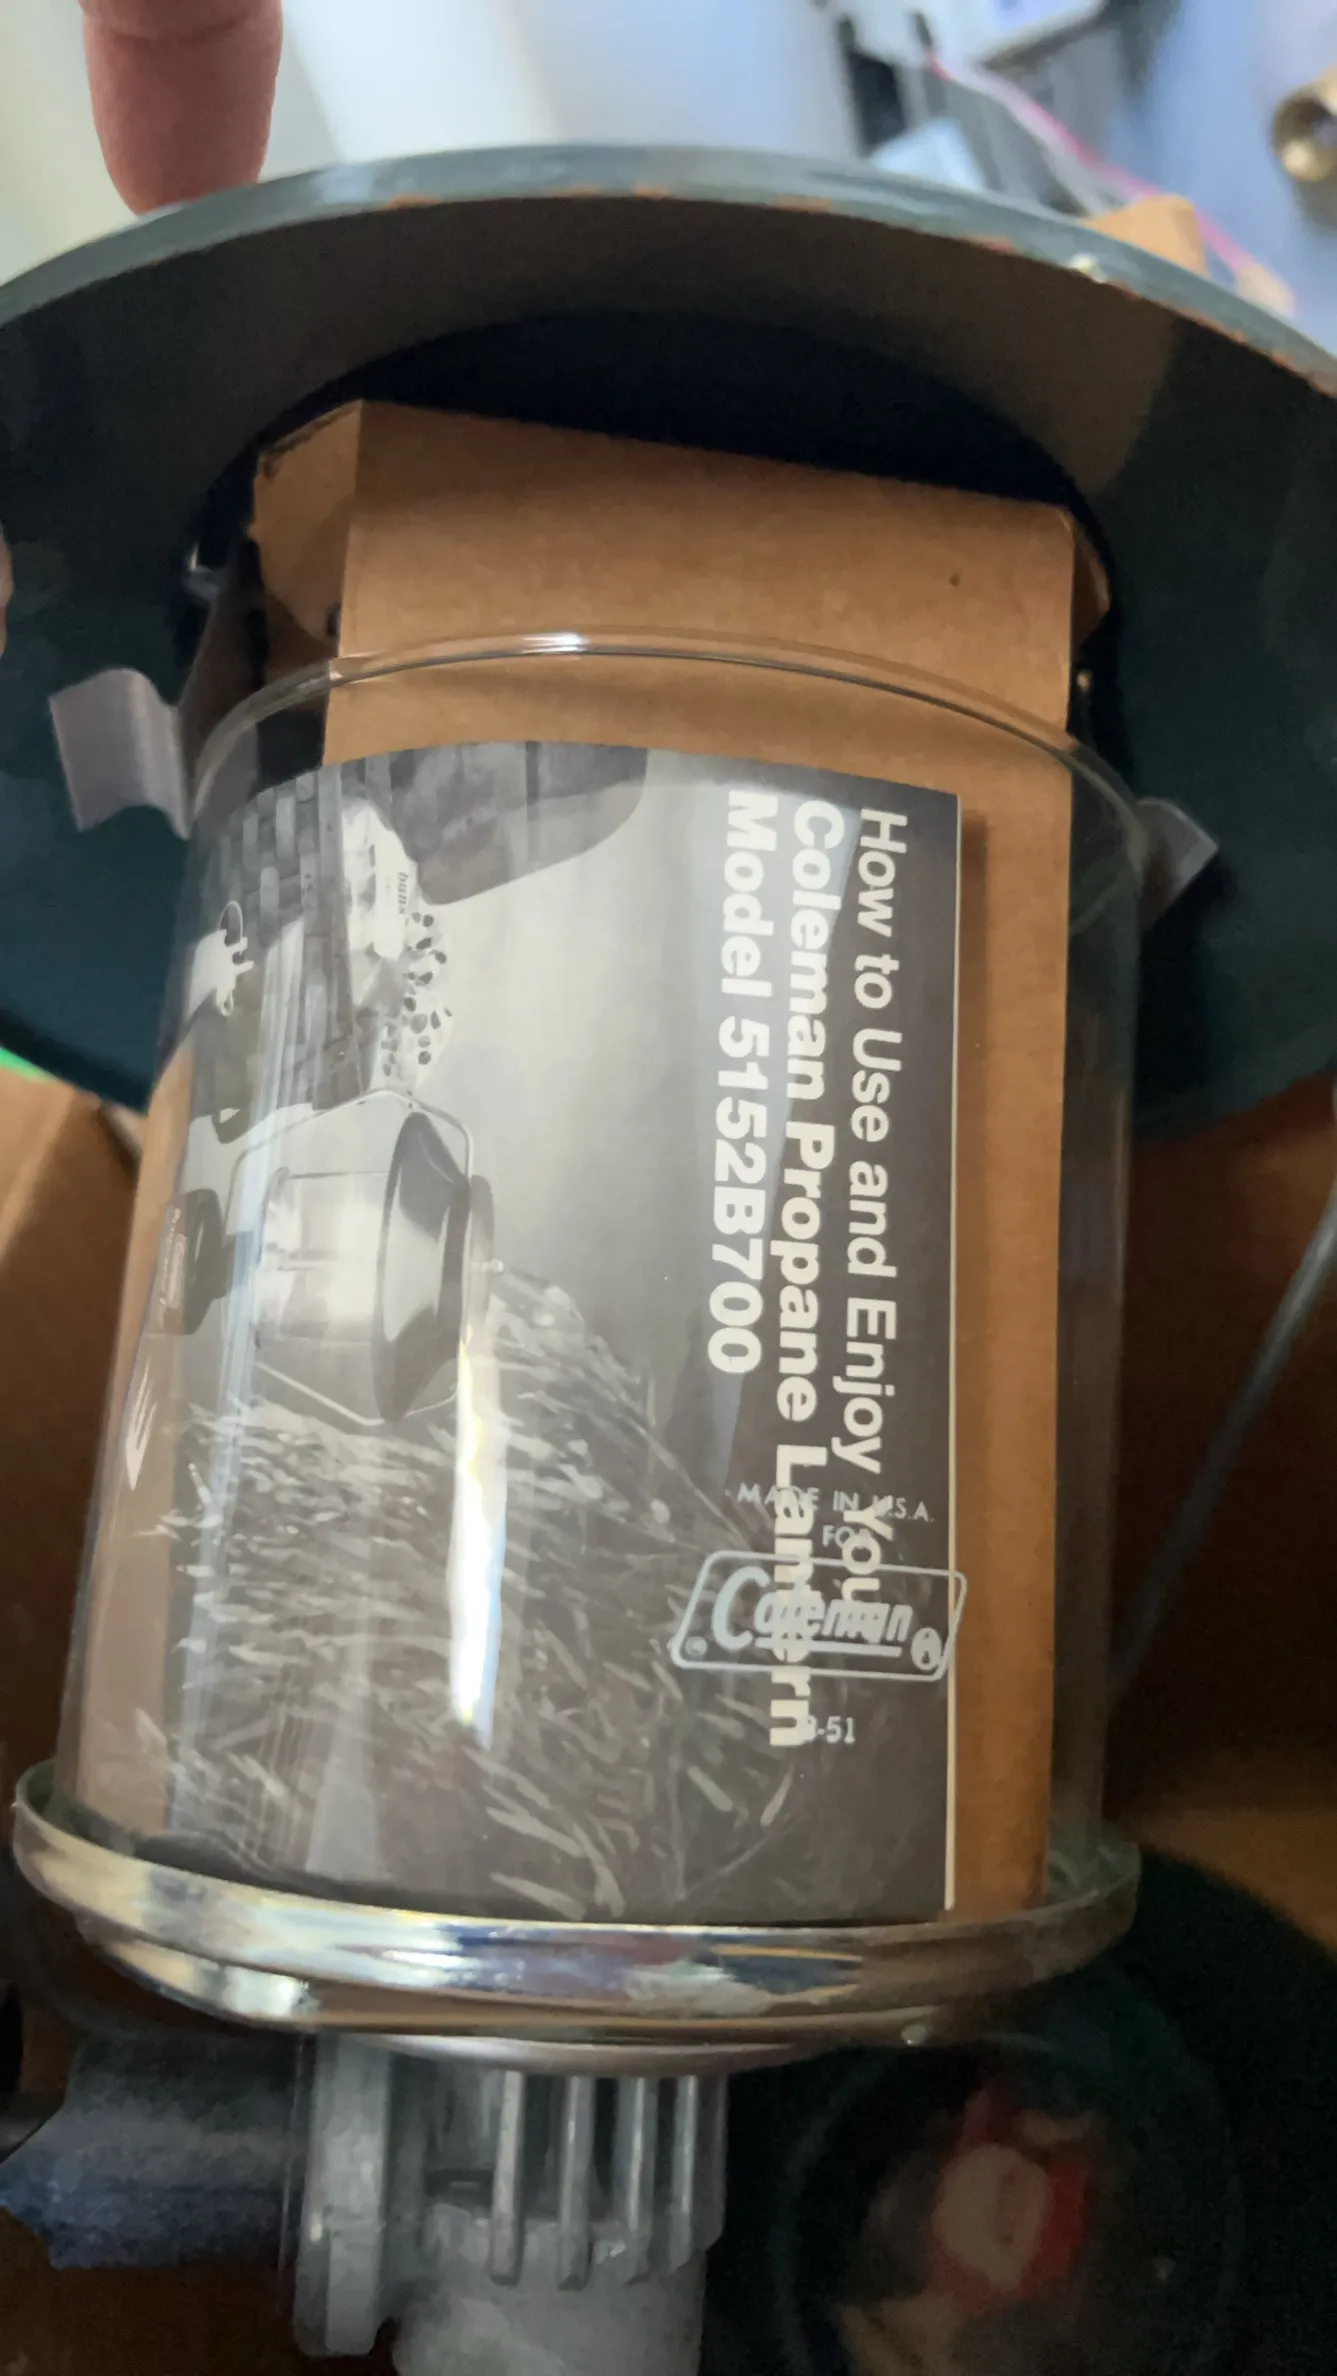 How to Use and Enjoy Your
Coleman Propane Lantern
Model 5152B700
MADE IN U.S.A.
FOR
Coleman®